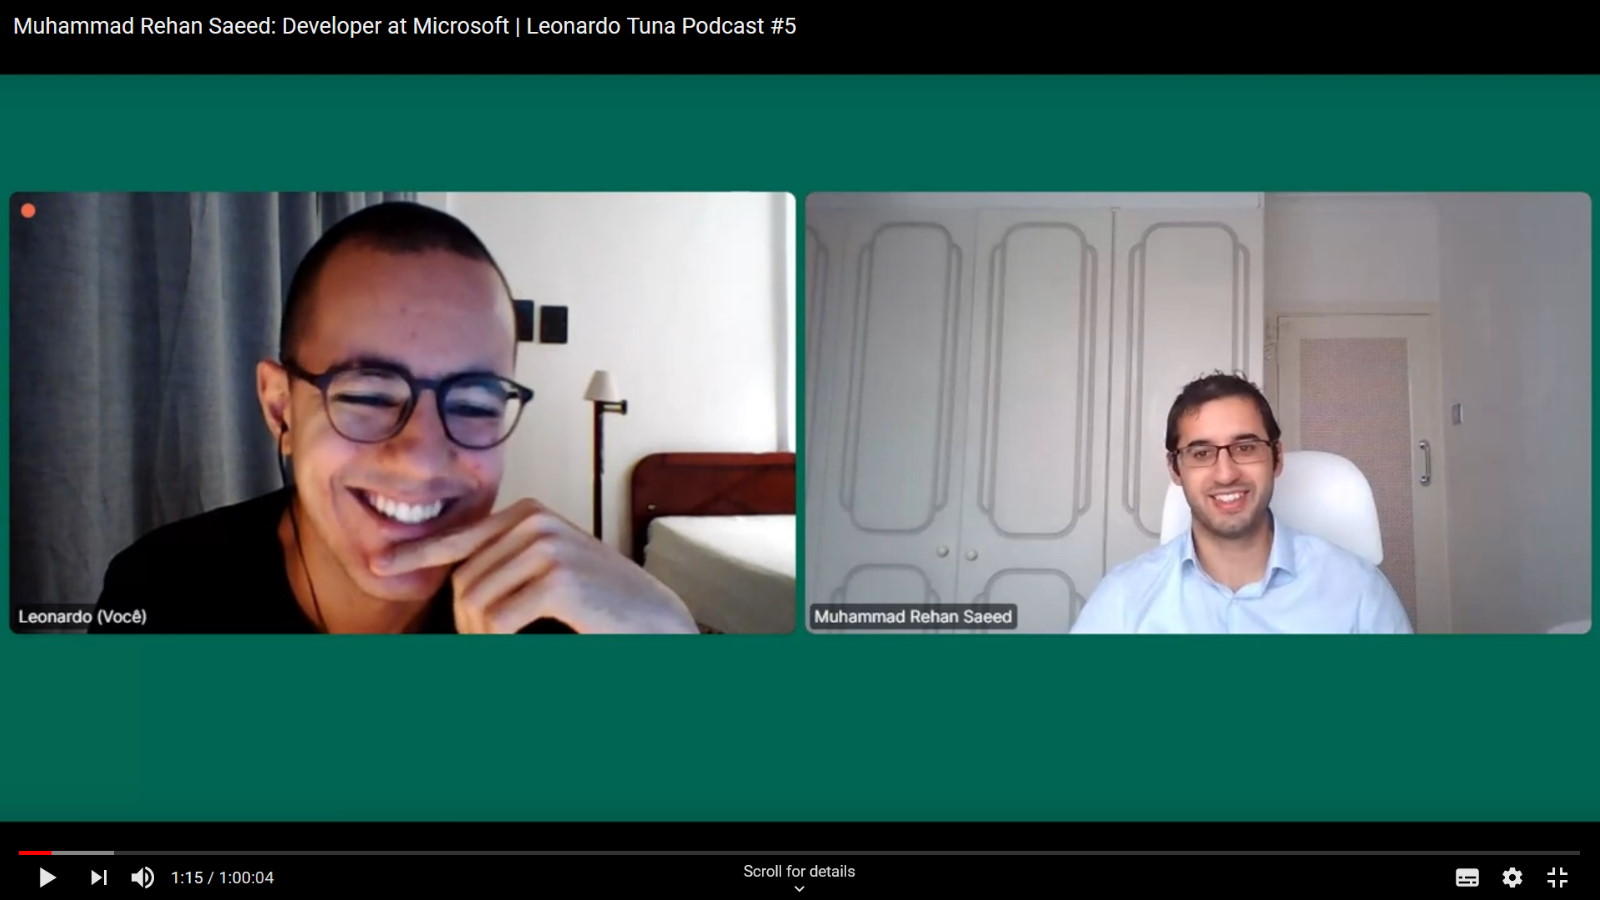 Muhammad Rehan Saeed: Developer at Microsoft | Leonardo Tuna Podcast #5
Leonardo (Você)
Muhammad Rehan Saeed
1:15 / 1:00:04
Scroll for details